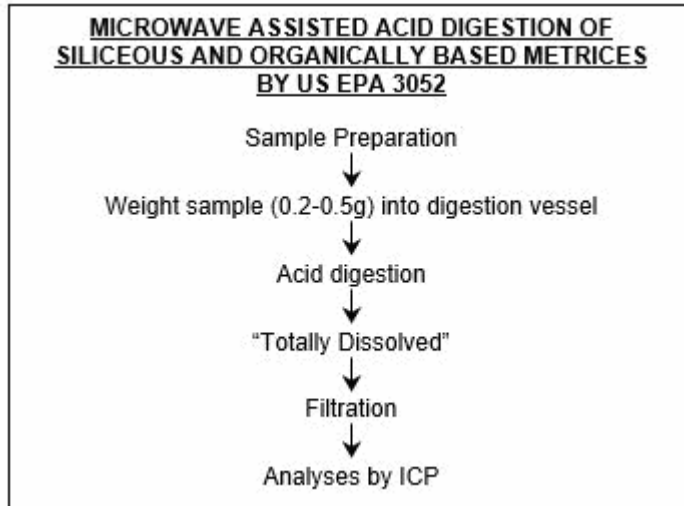 MICROWAVE ASSISTED ACID DIGESTION OF
SILICEOUS AND ORGANICALLY BASED METRICES
BY US EPA 3052
Sample Preparation
Weight sample (0.2-0.5g) into digestion vessel
Acid digestion
“Totally Dissolved”
Filtration
Analyses by ICP